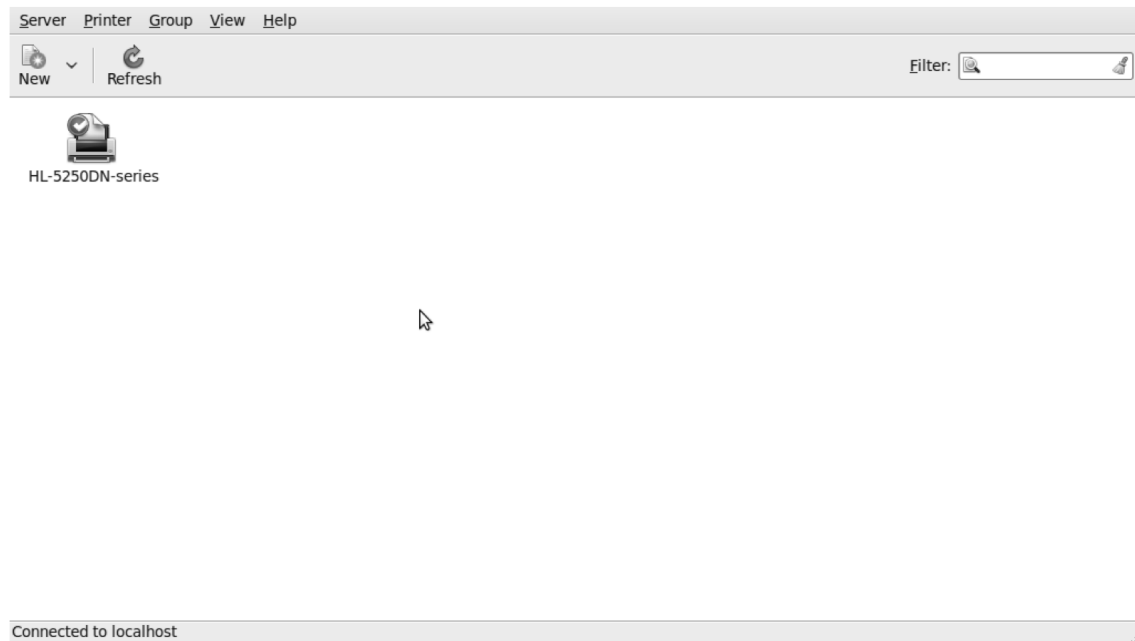 Server Printer Group View Help
New Refresh Filter:
HL-5250DN-series
Connected to localhost